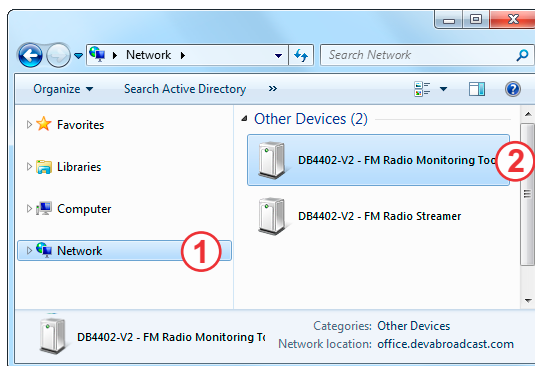 Network
Search Network
Organize
Search Active Directory
»
Favorites
Libraries
Computer
Network
1
Other Devices (2)
DB4402-V2 - FM Radio Monitoring Too
2
DB4402-V2 - FM Radio Streamer
DB4402-V2 - FM Radio Monitoring To
Categories: Other Devices
Network location: office.devabroadcast.com